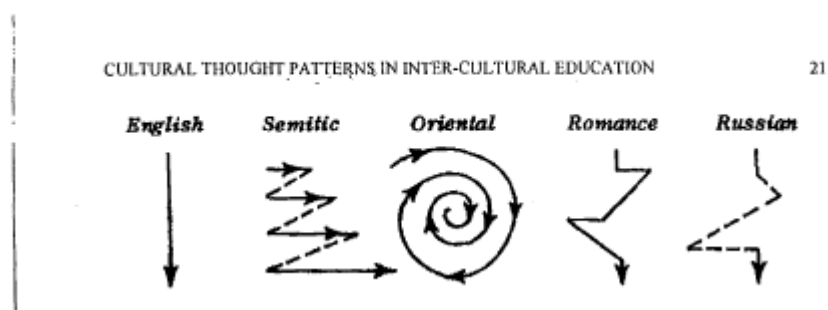 CULTURAL THOUGHT PATTERNS IN INTER-CULTURAL EDUCATION 21
English Semitic Oriental Romance Russian